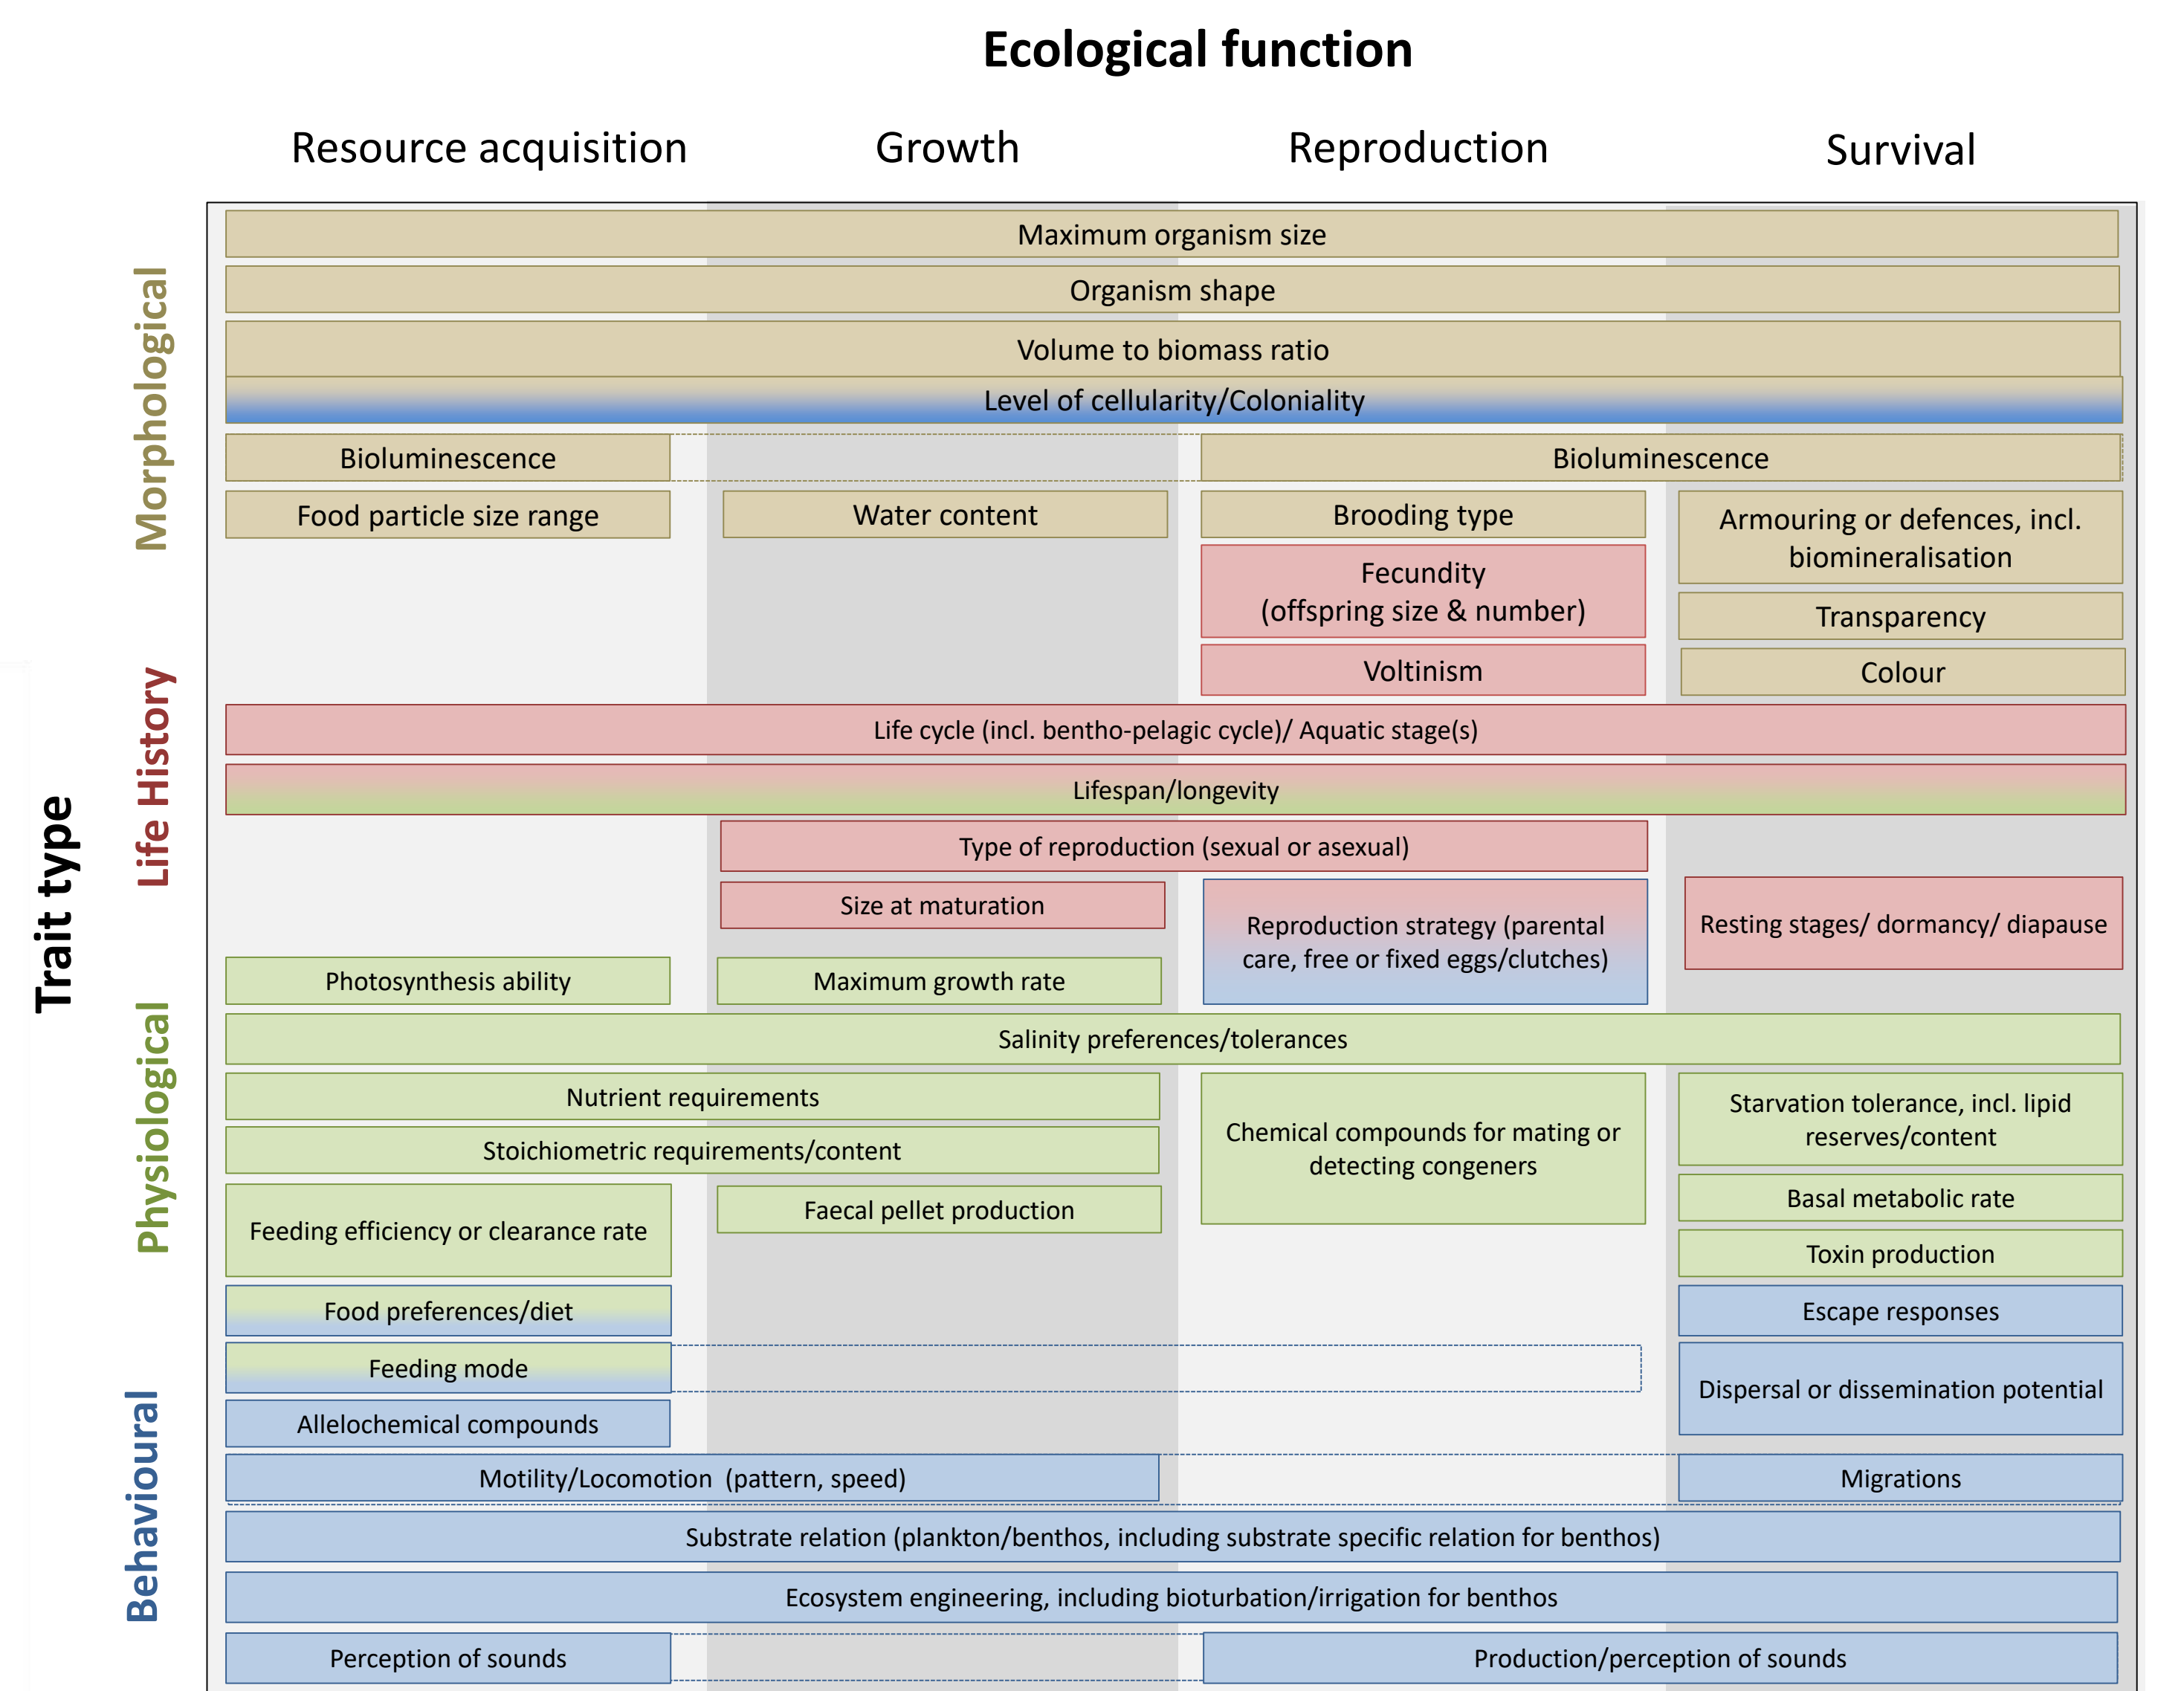 Ecological function
Resource acquisition
Growth
Reproduction
Survival
Trait type
Morphological
Maximum organism size
Organism shape
Volume to biomass ratio
Level of cellularity/Coloniality
Bioluminescence
Bioluminescence
Food particle size range
Water content
Brooding type
Armouring or defences, incl.
biomineralisation
Fecundity
(offspring size & number)
Transparency
Voltinism
Colour
Life History
Life cycle (incl. bentho-pelagic cycle)/ Aquatic stage(s)
Lifespan/longevity
Type of reproduction (sexual or asexual)
Size at maturation
Reproduction strategy (parental
care, free or fixed eggs/clutches)
Resting stages/ dormancy/ diapause
Photosynthesis ability
Maximum growth rate
Physiological
Salinity preferences/tolerances
Nutrient requirements
Chemical compounds for mating or
detecting congeners
Starvation tolerance, incl. lipid
reserves/content
Stoichiometric requirements/content
Feeding efficiency or clearance rate
Faecal pellet production
Basal metabolic rate
Toxin production
Food preferences/diet
Escape responses
Feeding mode
Dispersal or dissemination potential
Behavioural
Allelochemical compounds
Motility/Locomotion (pattern, speed)
Migrations
Substrate relation (plankton/benthos, including substrate specific relation for benthos)
Ecosystem engineering, including bioturbation/irrigation for benthos
Perception of sounds
Production/perception of sounds